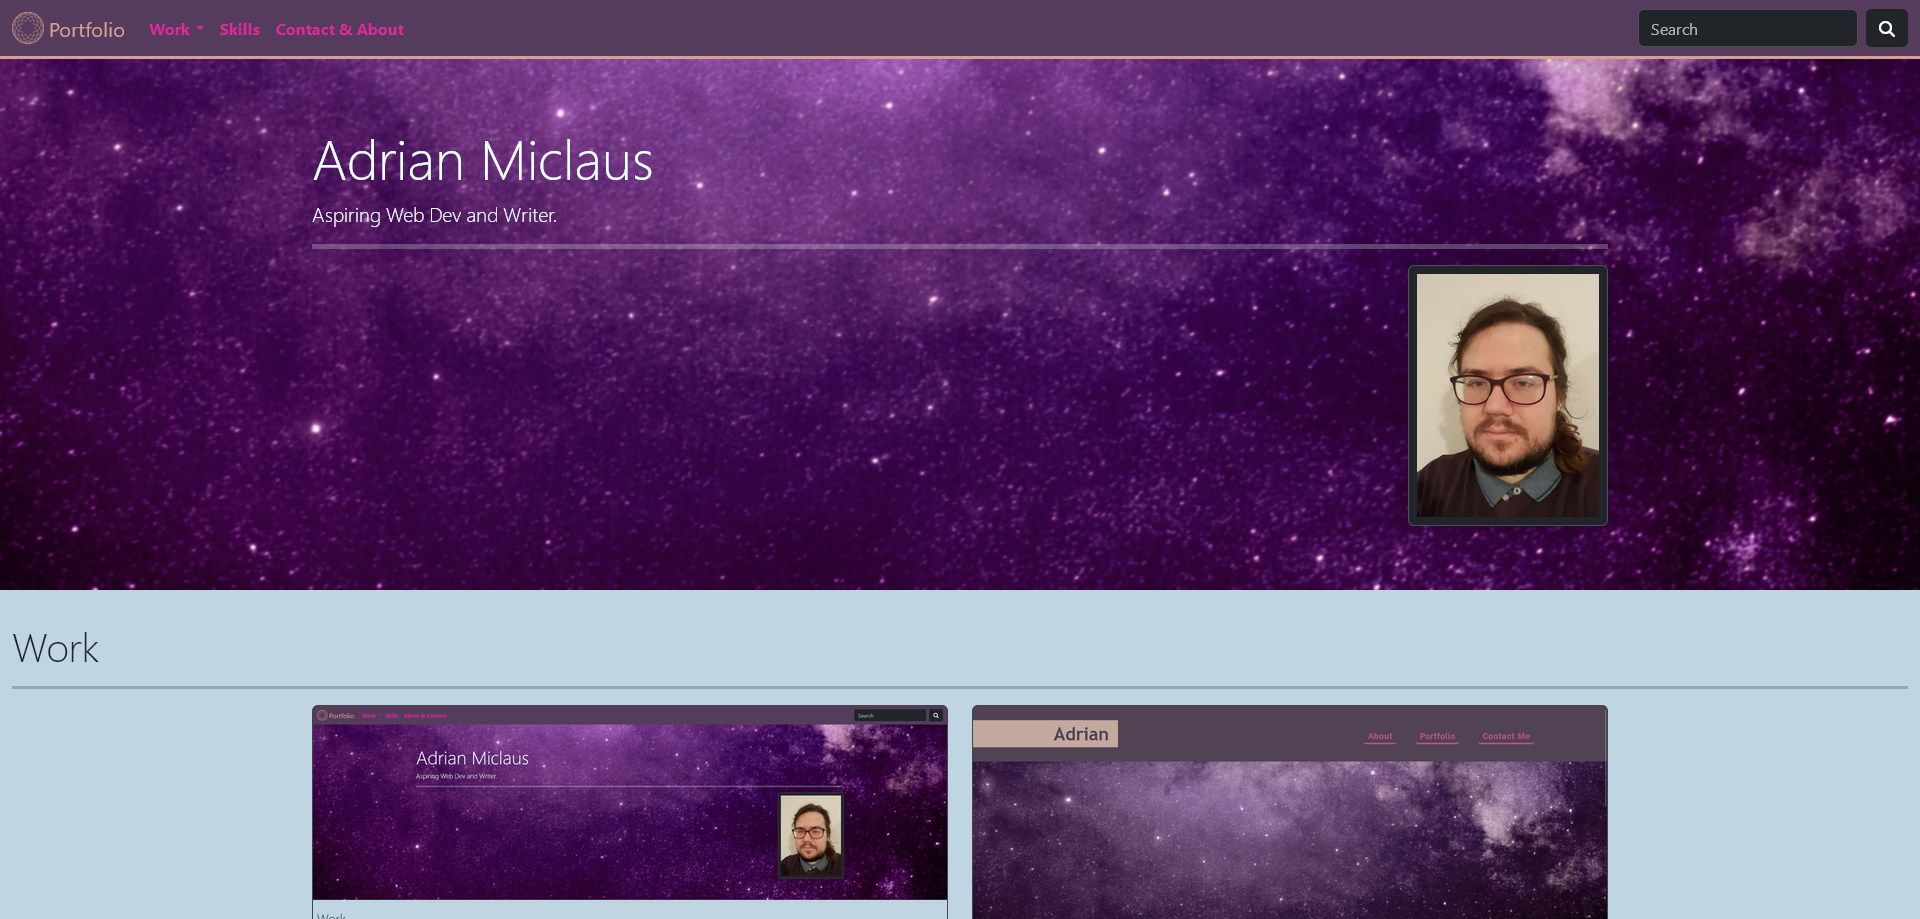 Portfolio Work Skills Contact & About Search
Adrian Miclaus
Aspiring Web Dev and Writer.
Work
Portfolio Work Skills About & Contact Search
Adrian Miclaus
Aspiring Web Dev and Writer.
Work
Adrian About Portfolio Contact Me